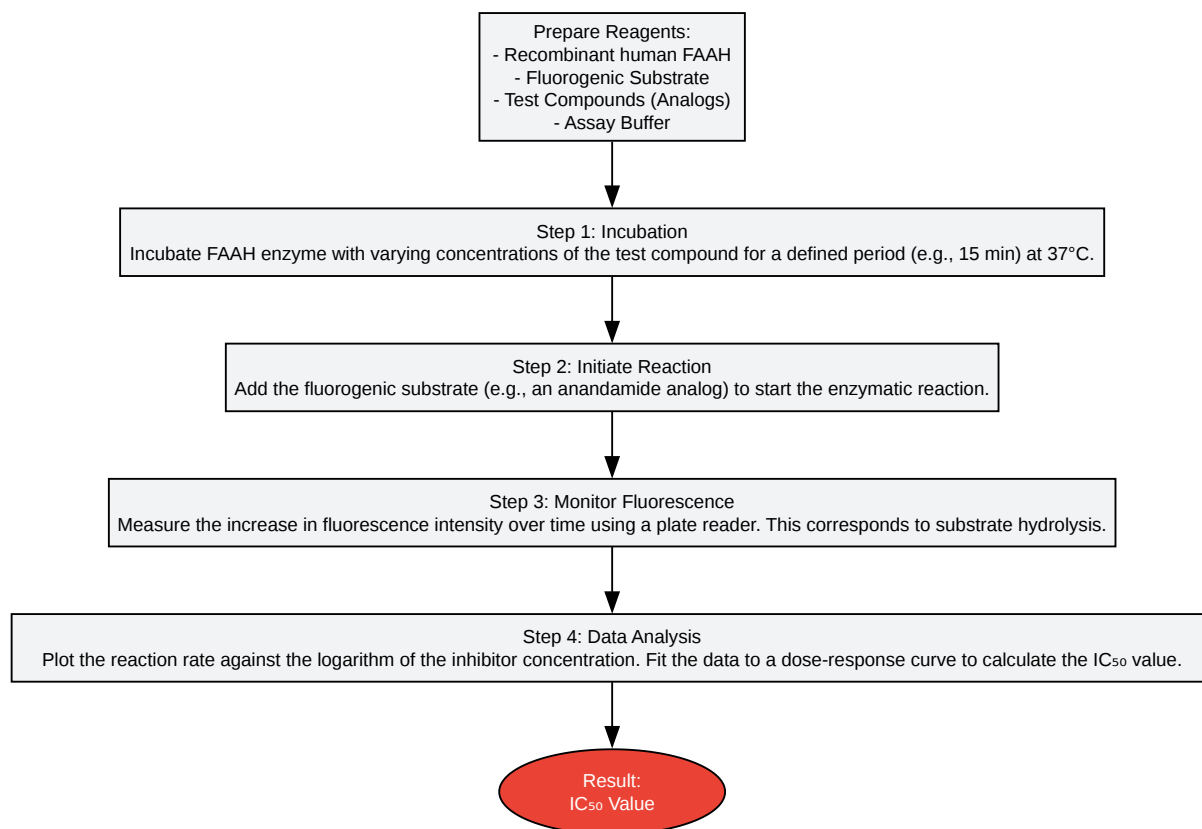 Prepare Reagents:
- Recombinant human FAAH
- Fluorogenic Substrate
- Test Compounds (Analogs)
- Assay Buffer
Step 1: Incubation
Incubate FAAH enzyme with varying concentrations of the test compound for a defined period (e.g., 15 min) at 37°C.
Step 2: Initiate Reaction
Add the fluorogenic substrate (e.g., an anandamide analog) to start the enzymatic reaction.
Step 3: Monitor Fluorescence
Measure the increase in fluorescence intensity over time using a plate reader. This corresponds to substrate hydrolysis.
Step 4: Data Analysis
Plot the reaction rate against the logarithm of the inhibitor concentration. Fit the data to a dose-response curve to calculate the IC₅₀ value.
Result:
IC₅₀ Value